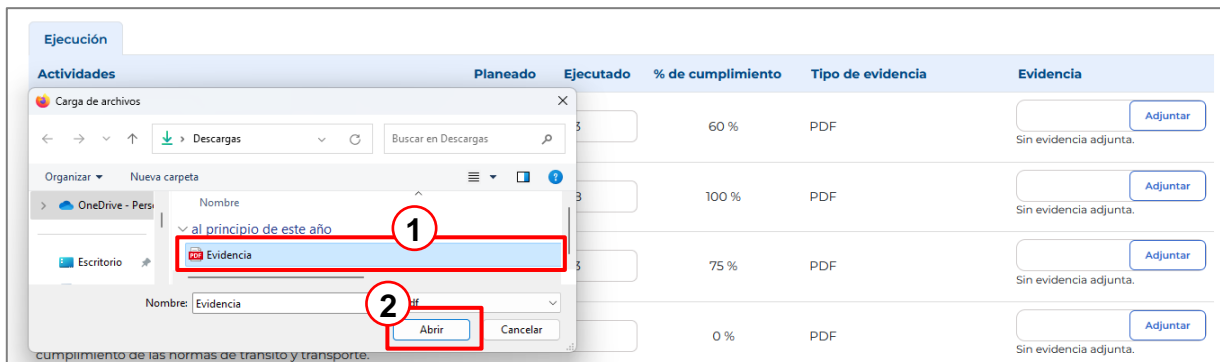 Ejecución
Actividades Planeado Ejecutado % de cumplimiento Tipo de evidencia Evidencia
Carga de archivos
Descargas Buscar en Descargas
Organizar Nueva carpeta
OneDrive - Pers
Nombre
al principio de este año
1
PDF Evidencia
Escritorio
Nombre: Evidencia
2
Abrir Cancelar
3 60 % PDF Adjuntar
Sin evidencia adjunta.
3 100 % PDF Adjuntar
Sin evidencia adjunta.
3 75 % PDF Adjuntar
Sin evidencia adjunta.
0 % PDF Adjuntar
Sin evidencia adjunta.
cumplimiento de las normas de tránsito y transporte.